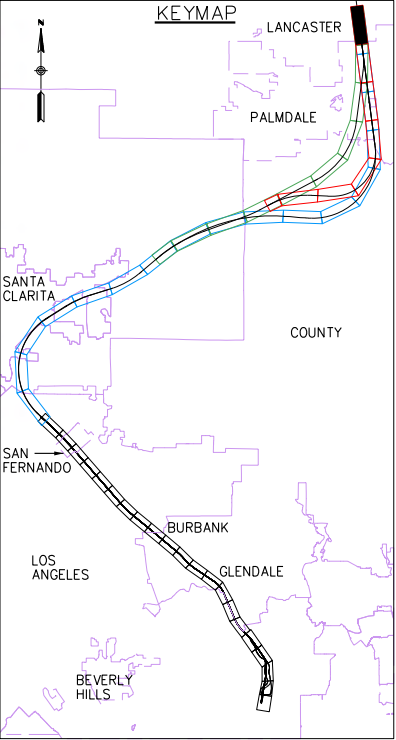 KEYMAP
LANCASTER
PALMDALE
SANTA
CLARITA
COUNTY
SAN
FERNANDO
BURBANK
LOS
ANGELES
GLENDALE
BEVERLY
HILLS